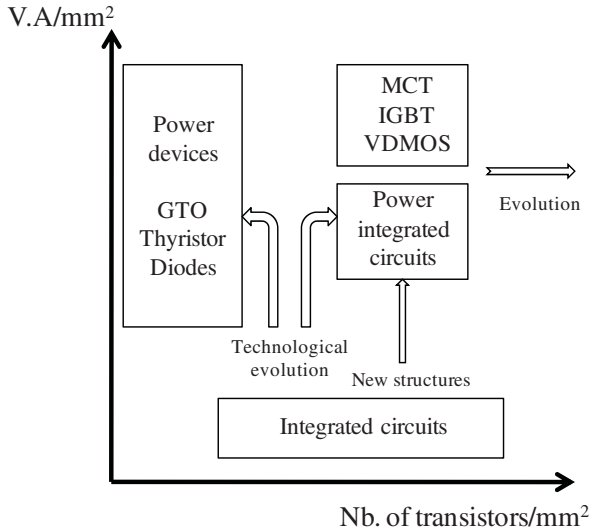 V.A/mm²
Power
devices
GTO
Thyristor
Diodes
MCT
IGBT
VDMOS
Power
integrated
circuits
Evolution
Technological
evolution
New structures
Integrated circuits
Nb. of transistors/mm²